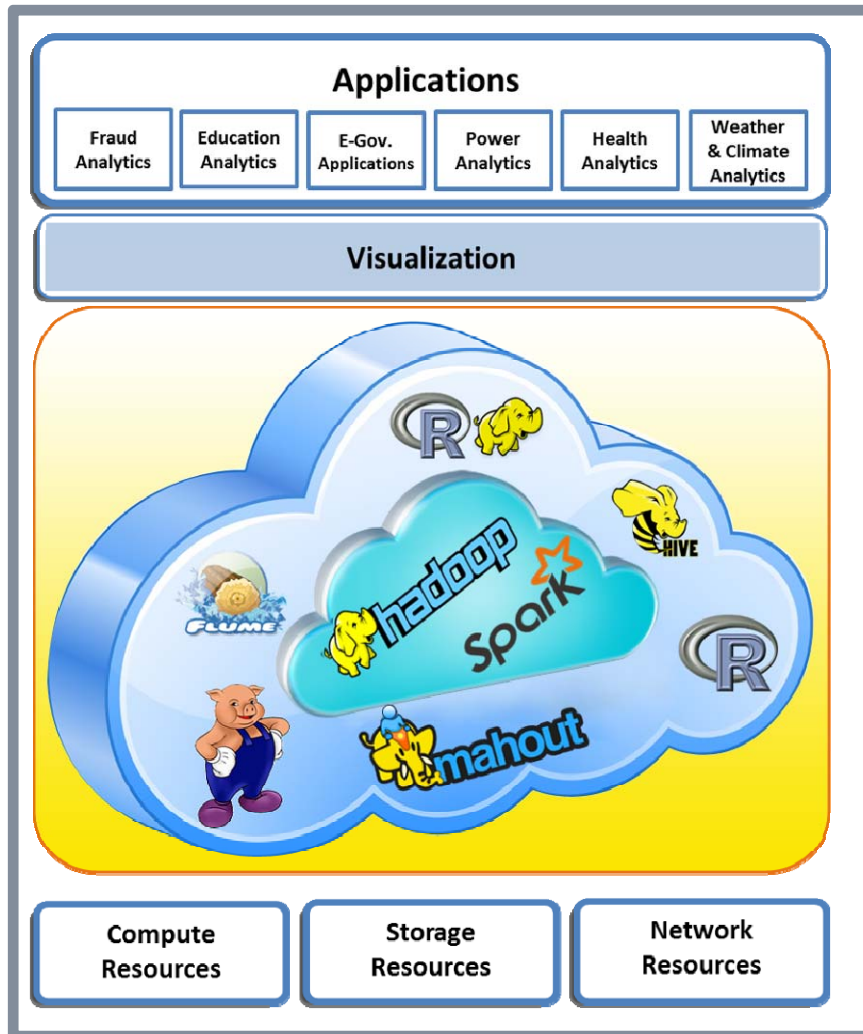 Applications
Fraud
Analytics
Education
Analytics
E-Gov.
Applications
Power
Analytics
Health
Analytics
Weather
& Climate
Analytics
Visualization
R
HIVE
hadoop
Spark
FLUME
R
mahout
Compute
Resources
Storage
Resources
Network
Resources